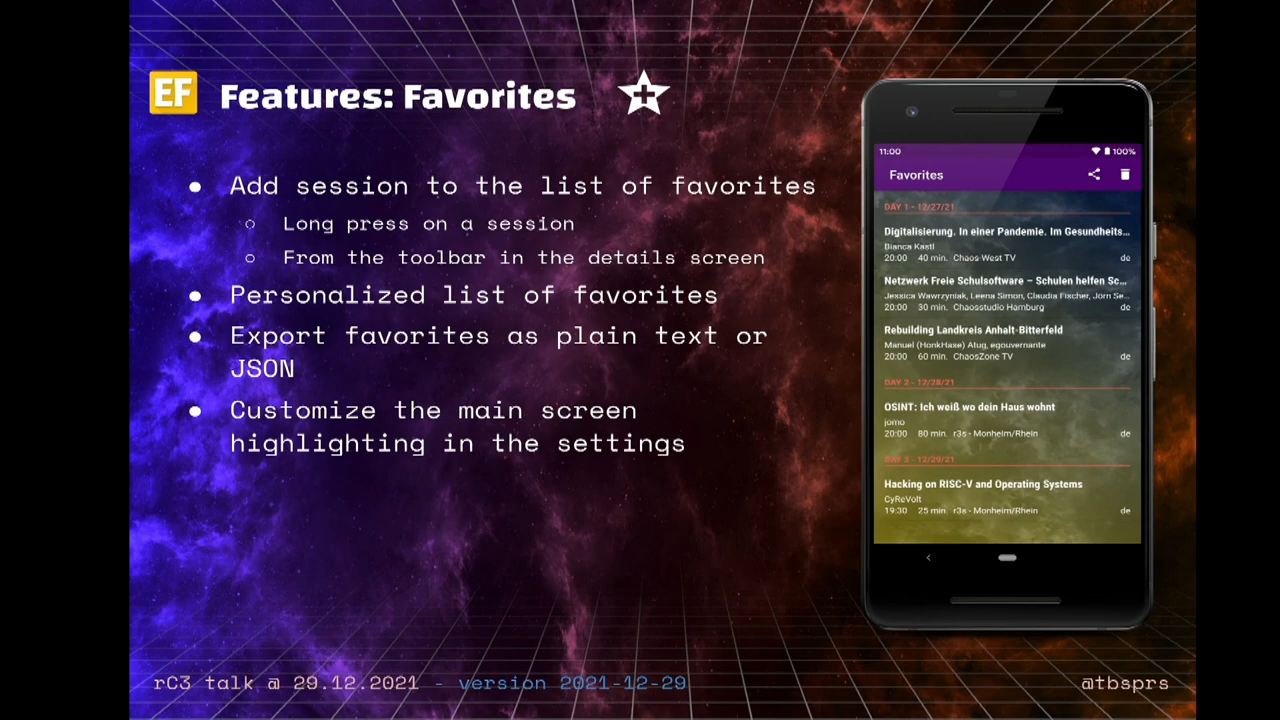 EF Features: Favorites
Add session to the list of favorites
Long press on a session
From the toolbar in the details screen
Personalized list of favorites
Export favorites as plain text or
JSON
Customize the main screen
highlighting in the settings
11:00 100%
Favorites
DAY 1 - 12/27/21
Digitalisierung. In einer Pandemie. Im Gesundheits...
Bianca Kastl
20:00 40 min. Chaos-West TV de
Netzwerk Freie Schulsoftware – Schulen helfen Sc...
Jessica Wawrzyniak, Leena Simon, Claudia Fischer, Jorn Se...
20:00 30 min. Chaosstudio Hamburg de
Rebuilding Landkreis Anhalt-Bitterfeld
Manuel (HonkHase) Atug, egouvernante
20:00 60 min. ChaosZone TV de
DAY 2 - 12/28/21
OSINT: Ich weiß wo dein Haus wohnt
jomo
20:00 80 min. r3s - Monheim/Rhein de
DAY 3 - 12/29/21
Hacking on RISC-V and Operating Systems
CyReVolt
19:30 25 min. r3s - Monheim/Rhein de
rC3 talk @ 29.12.2021 - version 2021-12-29
@tbsprs